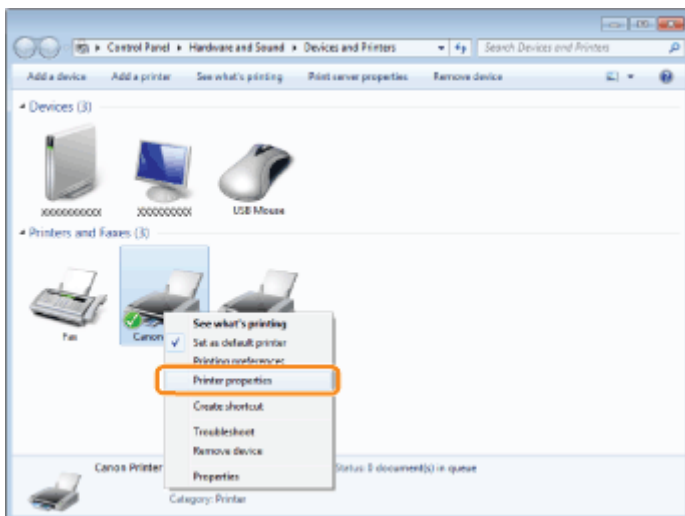 Control Panel ▸ Hardware and Sound ▸ Devices and Printers
Search Devices and Printers
Add a device Add a printer See what's printing Print server properties Remove device
Devices (3)
XXXXXXXXXX XXXXXXXXX USB Mouse
Printers and Faxes (3)
Fax Canon
See what's printing
Set as default printer
Printing preferences
Printer properties
Create shortcut
Troubleshoot
Remove device
Properties
Canon Printer Status: 0 document(s) in queue
Category: Printer